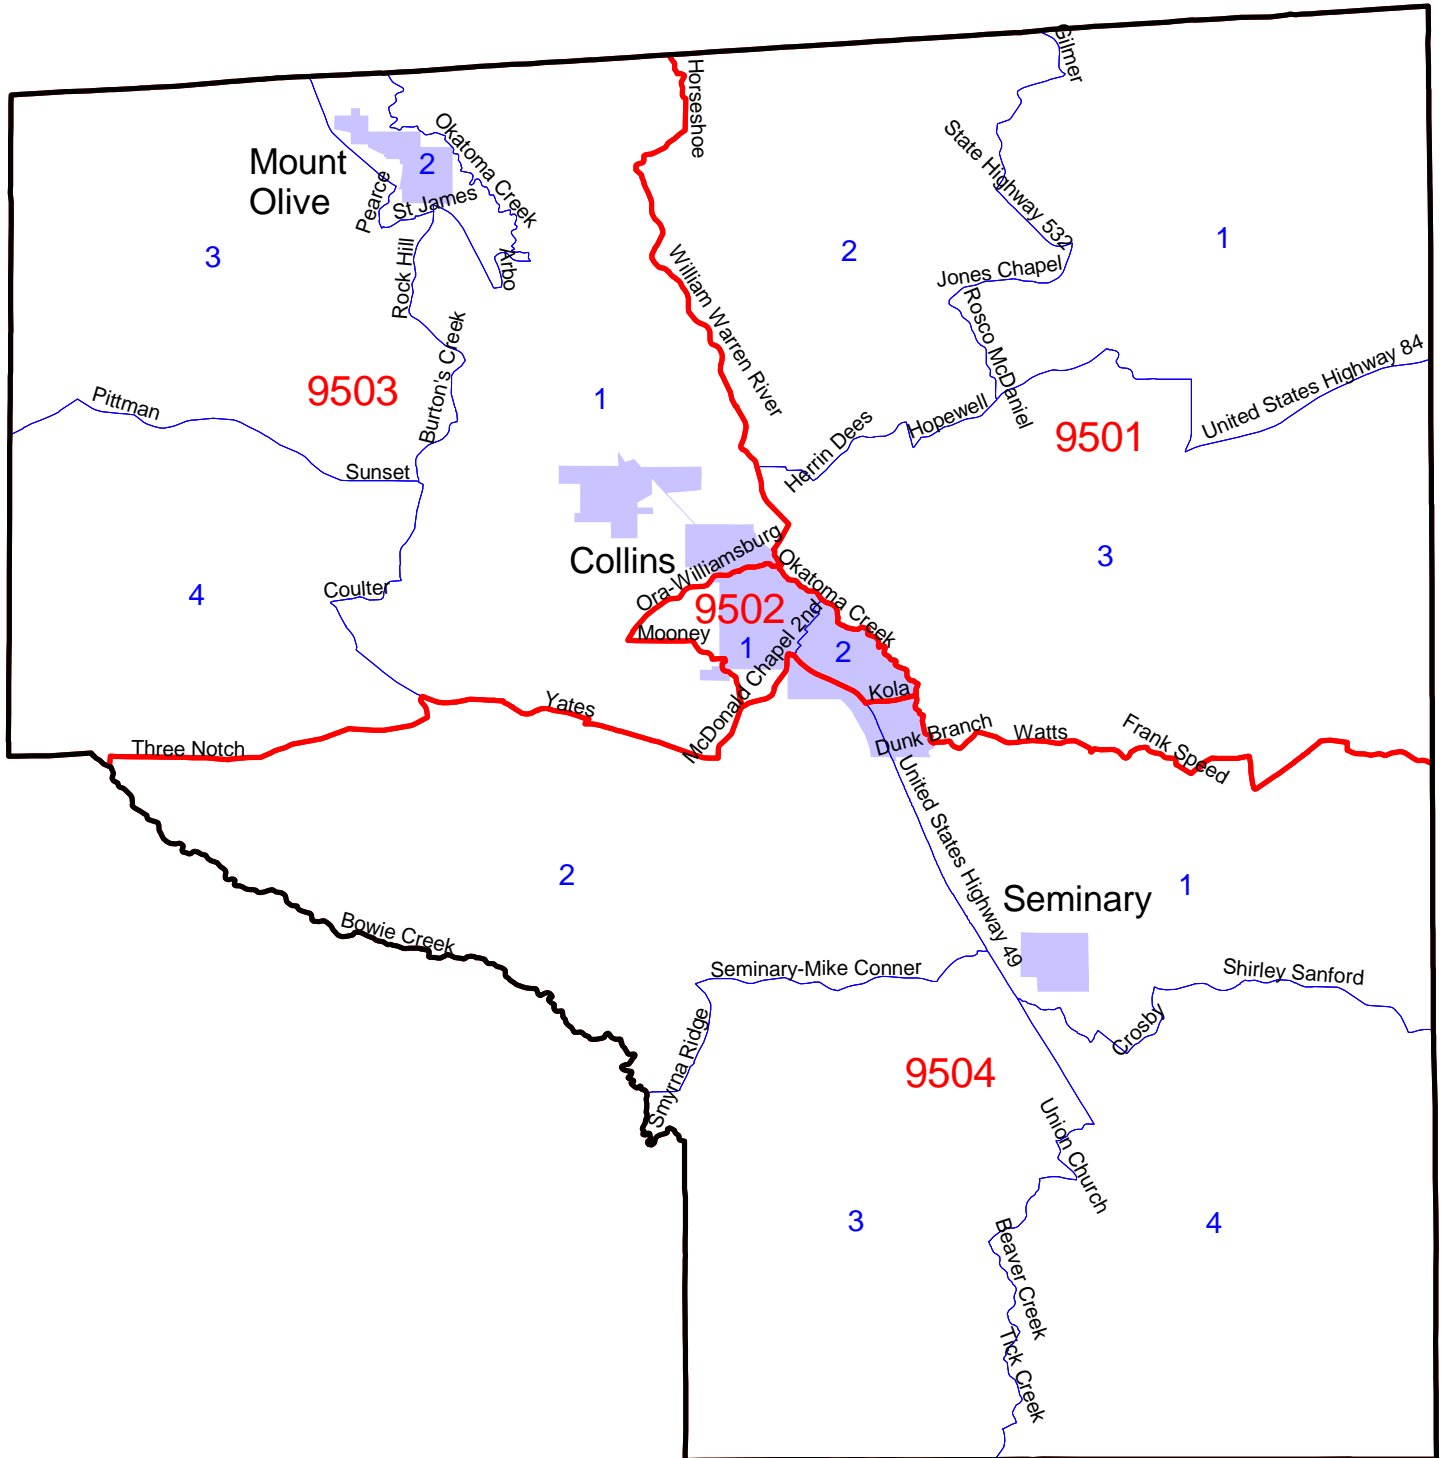 Gilmer
Horseshoe
Okatoma Creek
State Highway 532
Mount
Olive
2
Pearce
St James
3
Rock Hill
Arbo
William Warren River
2
1
Jones Chapel
Rosco McDaniel
Burton's Creek
9503
1
Pittman
Sunset
Herrin Dees
Hopewell
9501
United States Highway 84
Collins
Ora-Williamsburg
Okatoma Creek
3
4
Coulter
9502
Mooney
1
McDonald Chapel 2nd
2
Kola
Yates
Three Notch
Dunk Branch
Watts
Frank Speed
United States Highway 49
2
Seminary
1
Bowie Creek
Seminary-Mike Conner
Shirley Sanford
Smyrna Ridge
Crosby
9504
Union Church
3
4
Beaver Creek
Tick Creek